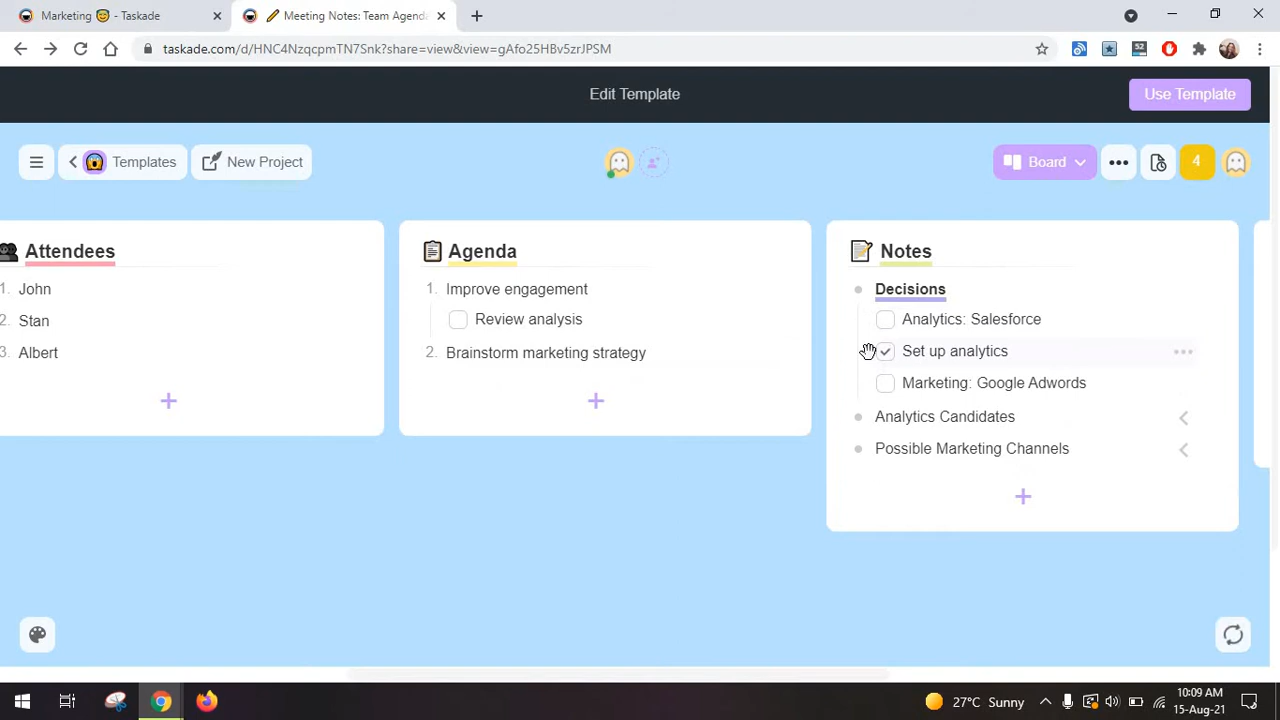 Marketing 😇 - Taskade
Meeting Notes: Team Agenda
taskade.com/d/HNC4NzqcpmTN7Snk?share=view&view=gAfo25HBv5zrJPSM
52
Edit Template
Use Template
Templates
New Project
Board
4
Attendees
1. John
2. Stan
3. Albert
Agenda
1. Improve engagement
Review analysis
2. Brainstorm marketing strategy
Notes
Decisions
Analytics: Salesforce
Set up analytics
Marketing: Google Adwords
Analytics Candidates
Possible Marketing Channels
27°C Sunny
10:09 AM
15-Aug-21